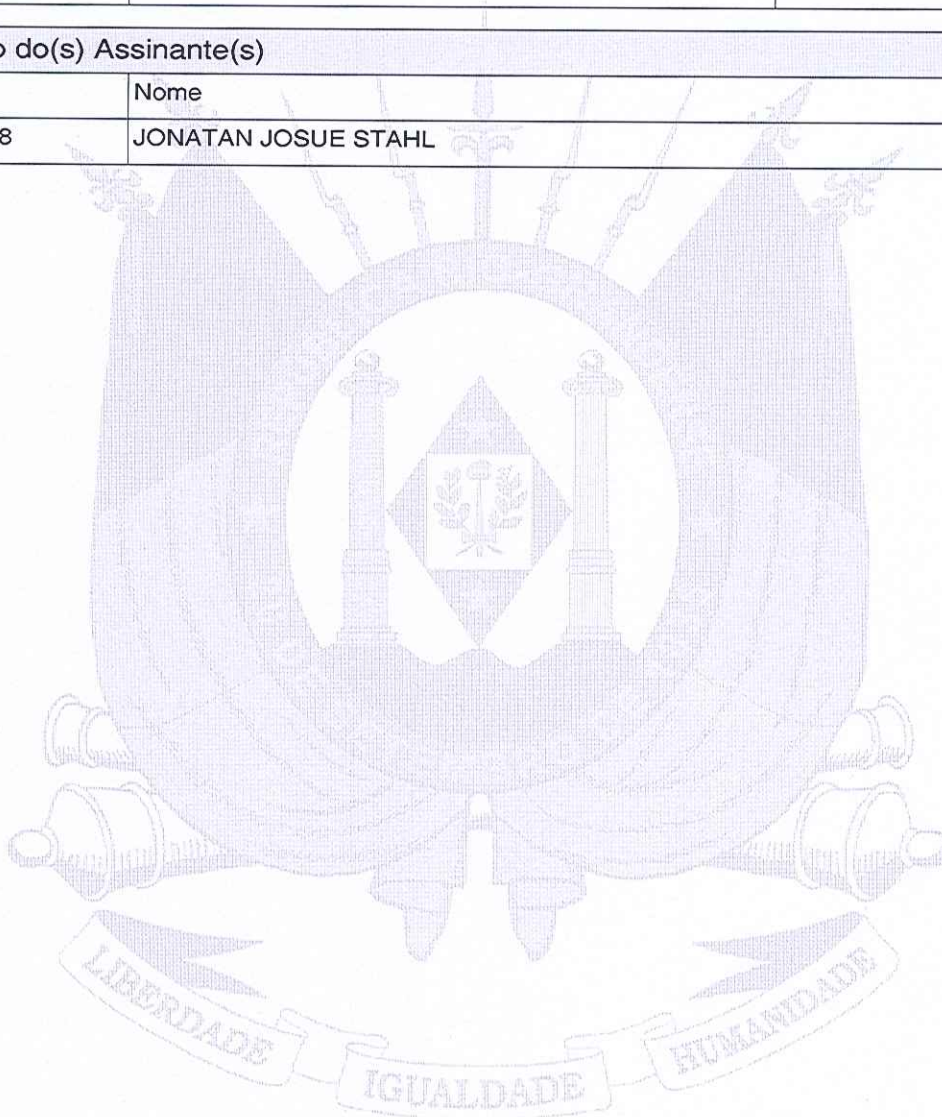 o do(s) Assinante(s)
Nome
8 JONATAN JOSUE STAHL
LIBERDADE
IGUALDADE
HUMANIDADE